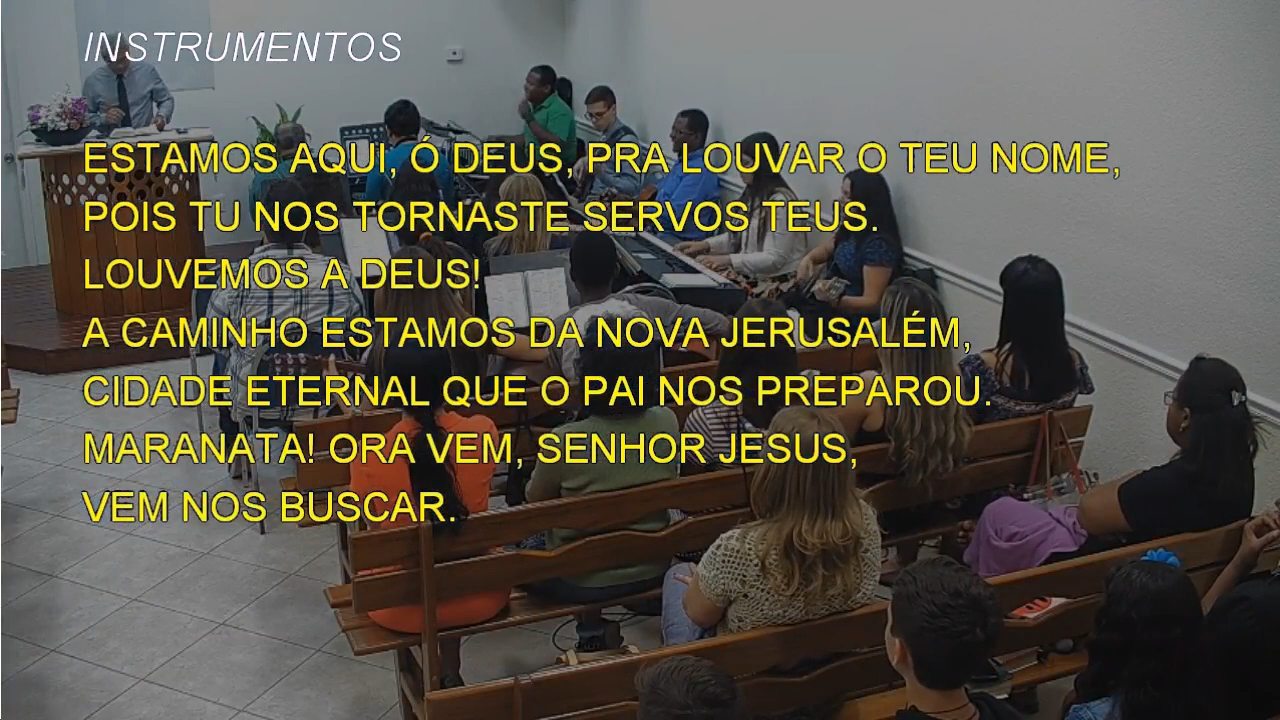 INSTRUMENTOS
ESTAMOS AQUI, Ó DEUS, PRA LOUVAR O TEU NOME,
POIS TU NOS TORNASTE SERVOS TEUS.
LOUVEMOS A DEUS!
A CAMINHO ESTAMOS DA NOVA JERUSALÉM,
CIDADE ETERNAL QUE O PAI NOS PREPAROU.
MARANATA! ORA VEM, SENHOR JESUS,
VEM NOS BUSCAR.